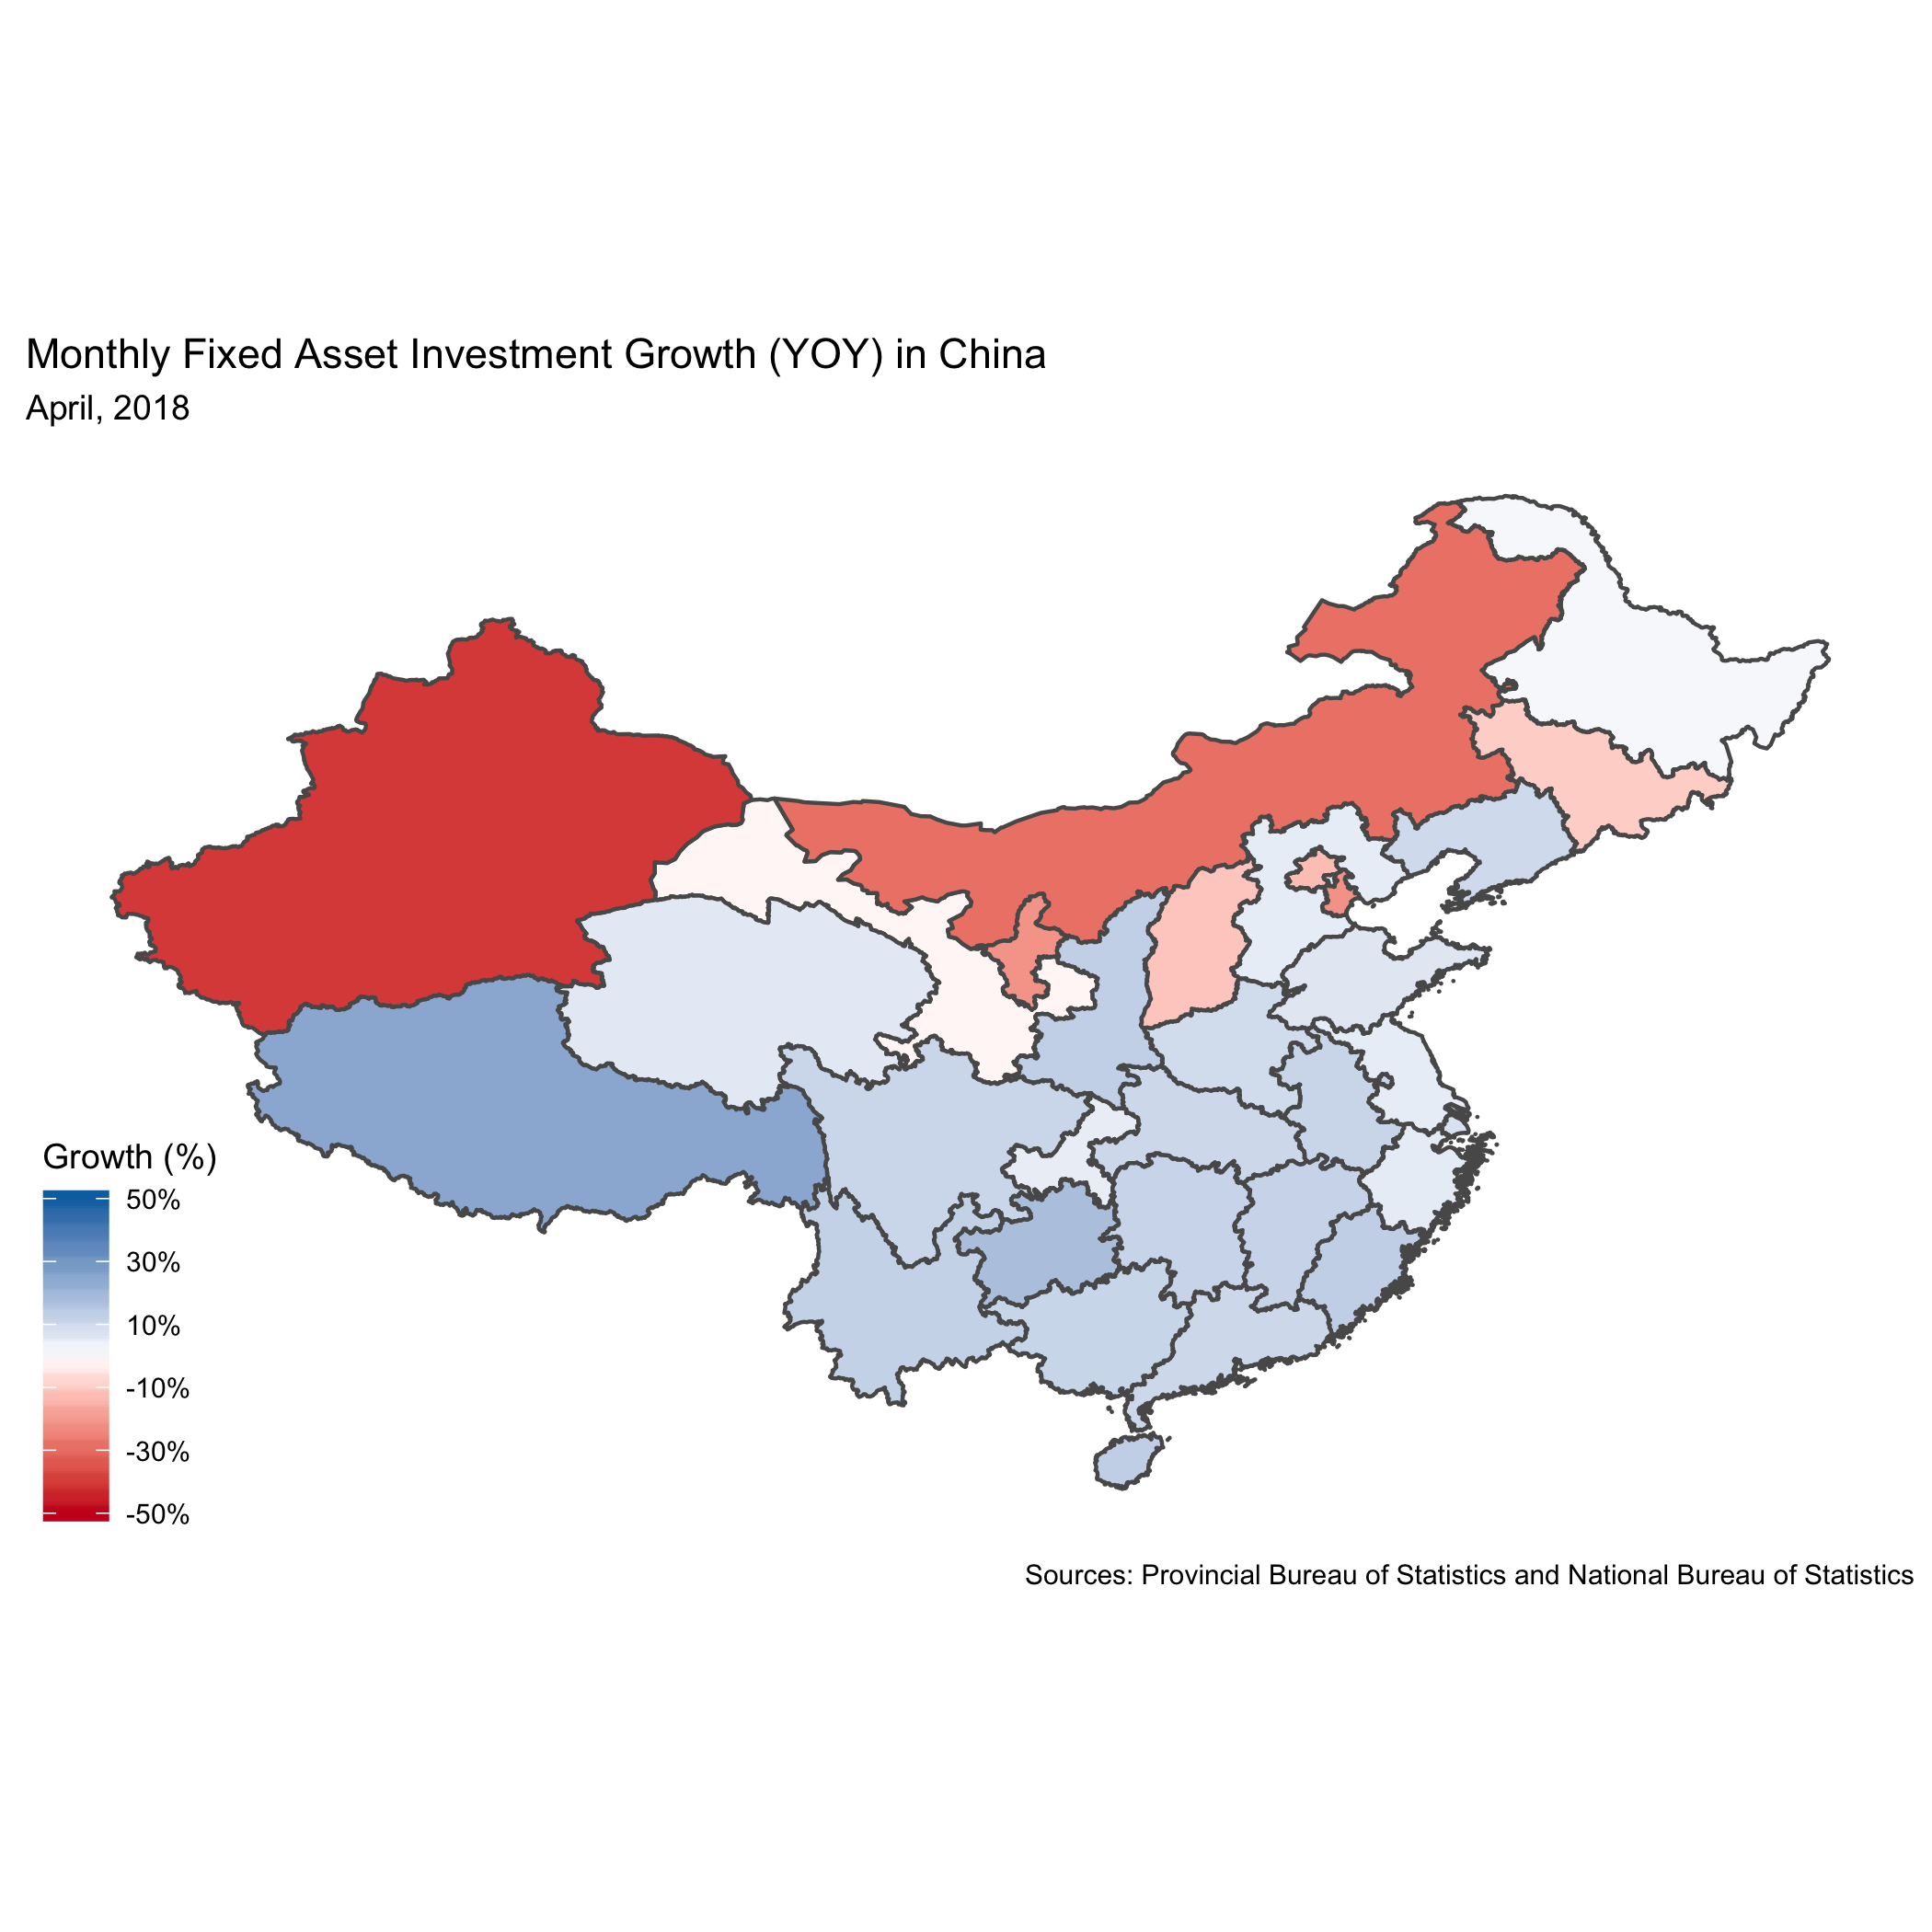 Monthly Fixed Asset Investment Growth (YOY) in China
April, 2018
Growth (%)
50%
30%
10%
-10%
-30%
-50%
Sources: Provincial Bureau of Statistics and National Bureau of Statistics